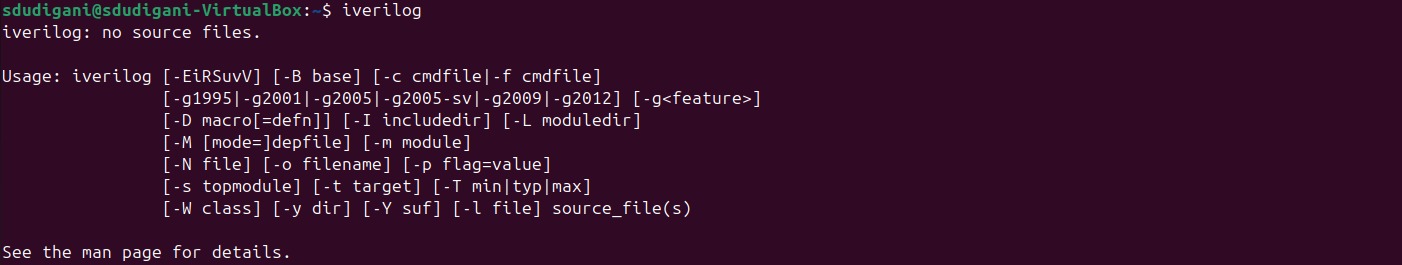 sdudigani@sdudigani-VirtualBox:~$ iverilog
iverilog: no source files.

Usage: iverilog [-EiRSuvV] [-B base] [-c cmdfile|-f cmdfile]
                [-g1995|-g2001|-g2005|-g2005-sv|-g2009|-g2012] [-g<feature>]
                [-D macro[=defn]] [-I includedir] [-L moduledir]
                [-M [mode=]depfile] [-m module]
                [-N file] [-o filename] [-p flag=value]
                [-s topmodule] [-t target] [-T min|typ|max]
                [-W class] [-y dir] [-Y suf] [-l file] source_file(s)

See the man page for details.